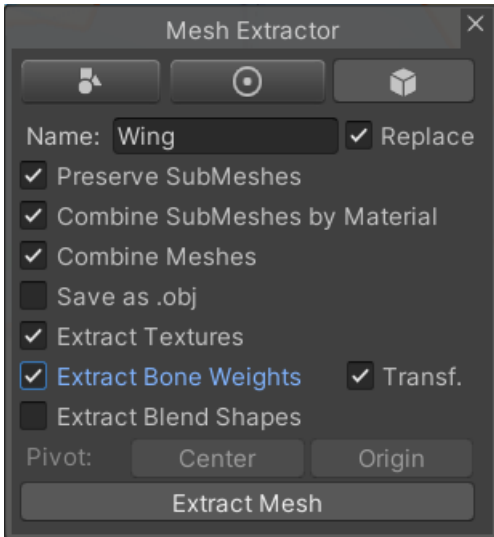 Mesh Extractor
Name: Wing Replace
Preserve SubMeshes
Combine SubMeshes by Material
Combine Meshes
Save as .obj
Extract Textures
Extract Bone Weights Transf.
Extract Blend Shapes
Pivot: Center Origin
Extract Mesh